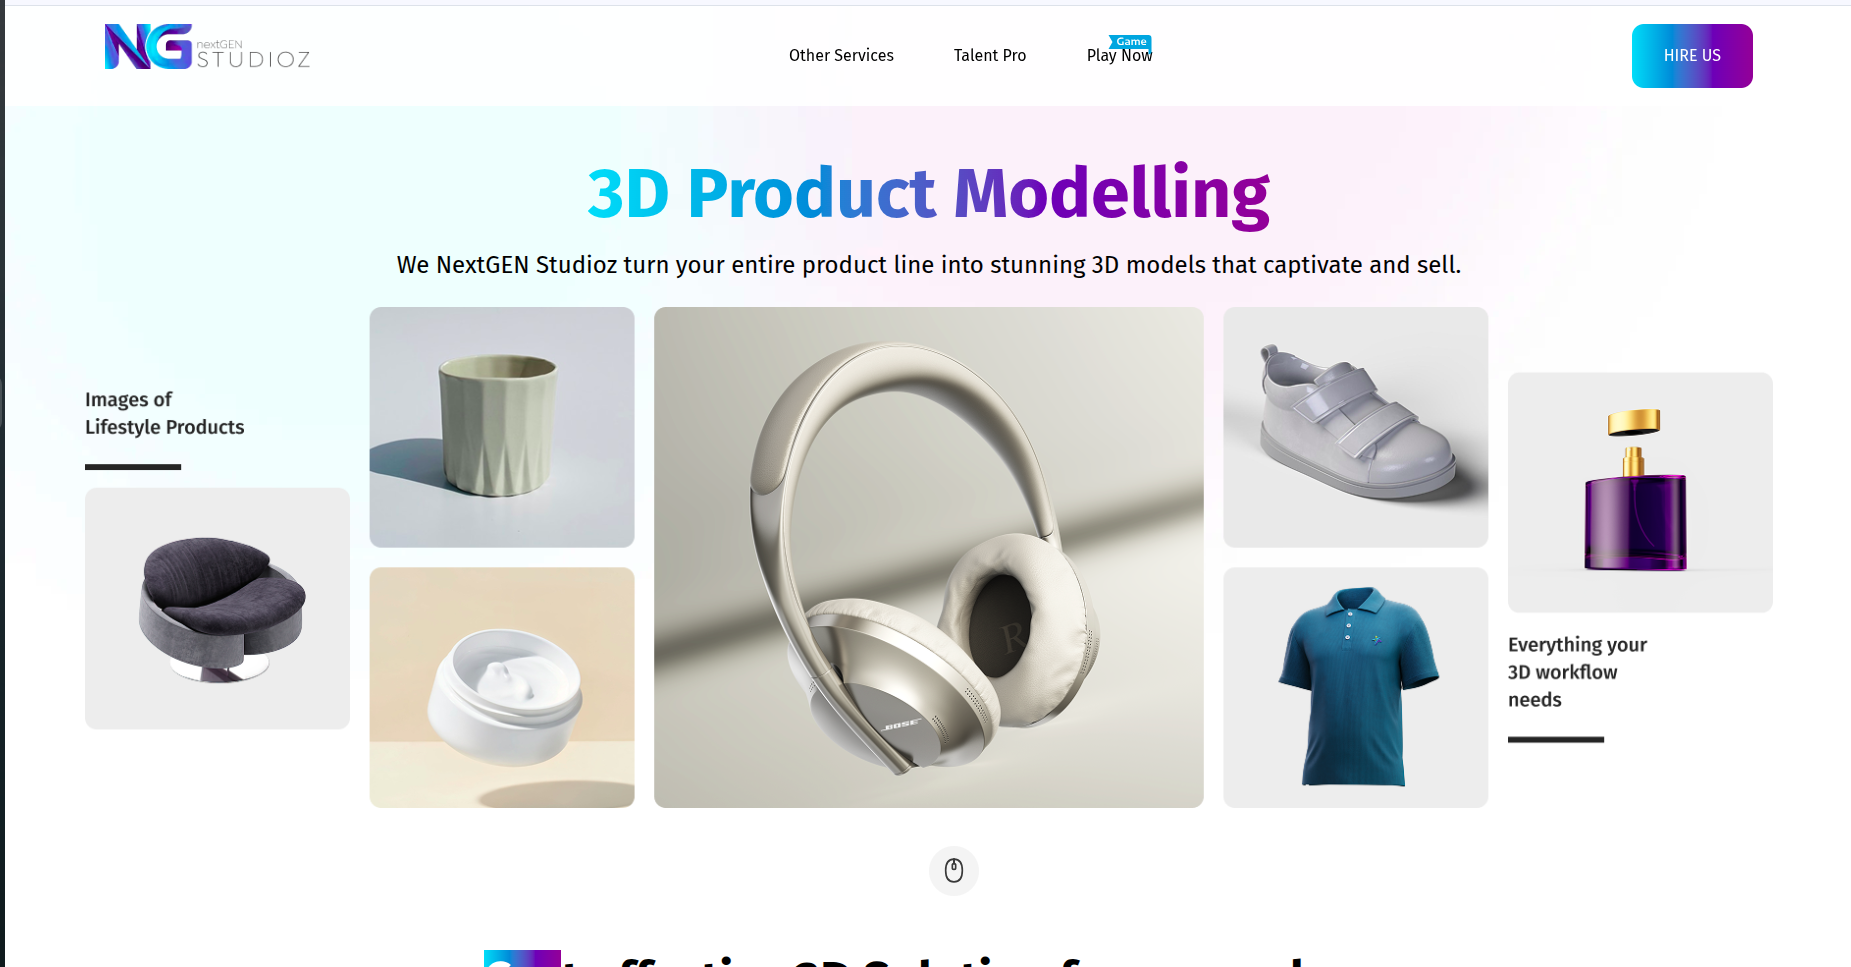 NG nextGEN
STUDIOZ
Other Services
Talent Pro
Game
Play Now
HIRE US
3D Product Modelling
We NextGEN Studioz turn your entire product line into stunning 3D models that captivate and sell.
Images of
Lifestyle Products
BOSE
R
Everything your
3D workflow
needs